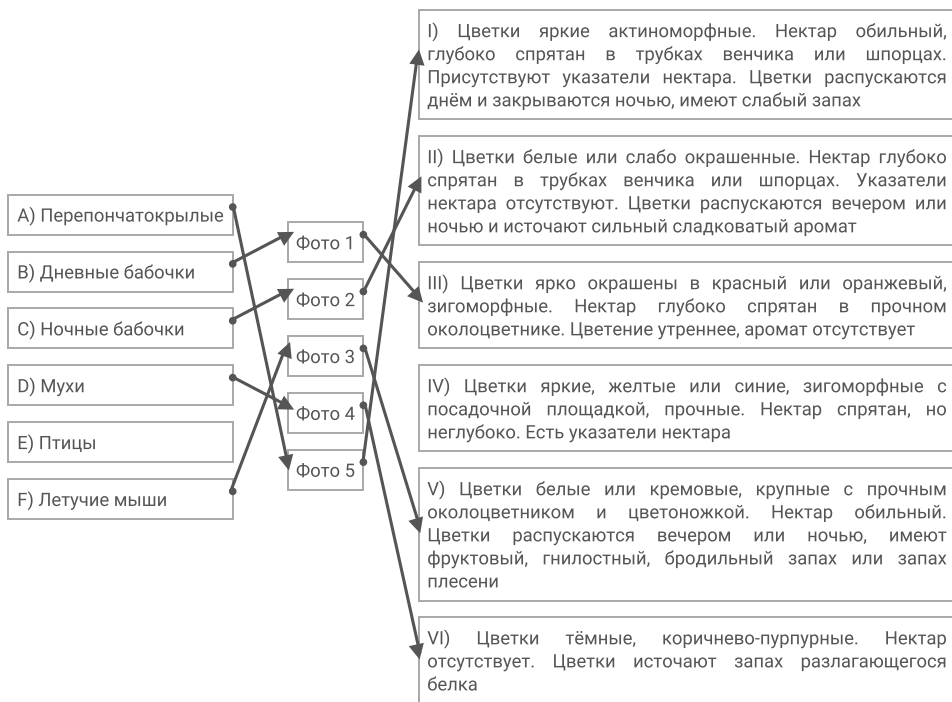 A) Перепончатокрылые
B) Дневные бабочки
C) Ночные бабочки
D) Мухи
E) Птицы
F) Летучие мыши
Фото 1
Фото 2
Фото 3
Фото 4
Фото 5
I) Цветки яркие актиноморфные. Нектар обильный,
глубоко спрятан в трубках венчика или шпорцах.
Присутствуют указатели нектара. Цветки распускаются
днём и закрываются ночью, имеют слабый запах
II) Цветки белые или слабо окрашенные. Нектар глубоко
спрятан в трубках венчика или шпорцах. Указатели
нектара отсутствуют. Цветки распускаются вечером или
ночью и источают сильный сладковатый аромат
III) Цветки ярко окрашены в красный или оранжевый,
зигоморфные. Нектар глубоко спрятан в прочном
околоцветнике. Цветение утреннее, аромат отсутствует
IV) Цветки яркие, желтые или синие, зигоморфные с
посадочной площадкой, прочные. Нектар спрятан, но
неглубоко. Есть указатели нектара
V) Цветки белые или кремовые, крупные с прочным
околоцветником и цветоножкой. Нектар обильный.
Цветки распускаются вечером или ночью, имеют
фруктовый, гнилостный, бродильный запах или запах
плесени
VI) Цветки тёмные, коричнево-пурпурные. Нектар
отсутствует. Цветки источают запах разлагающегося
белка